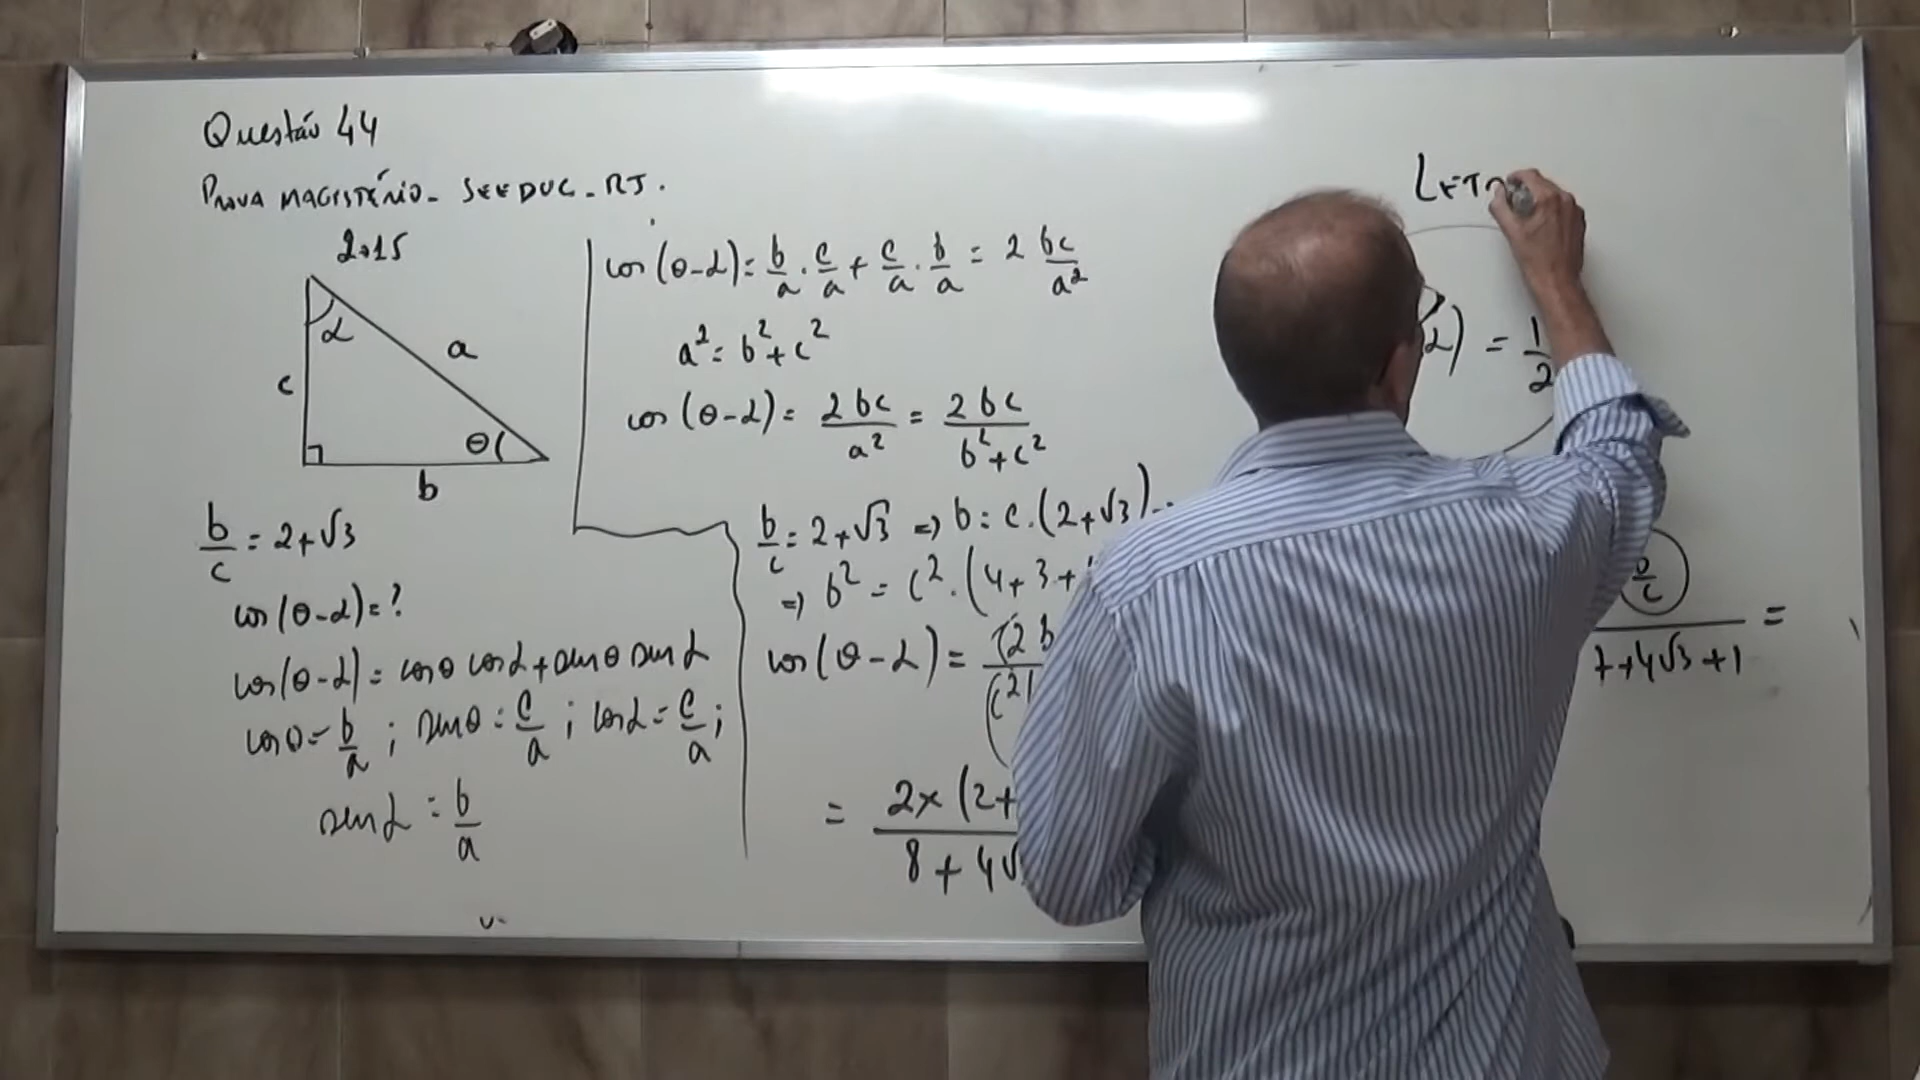 Questão 44
PROVA MAGISTÉRIO - SEEDUC - RJ.
2015
α
a
c
θ
b
b/c = 2+√3
cos(θ-α)=?
cos(θ-α)= cosθ cosα + senθ senα
cosθ = b/a ; senθ = c/a ; cosα = c/a ;
senα = b/a
cos(θ-α) = b/a . c/a + c/a . b/a = 2 bc/a²
a² = b² + c²
cos(θ-α) = 2bc/a² = 2bc/b²+c²
b/c = 2+√3 => b = c.(2+√3)
=> b² = c².(4+3+
cos(θ-α) =
= 2x(2+
8+4√
LET
α) = 1/2
b/c
7+4√3+1 =